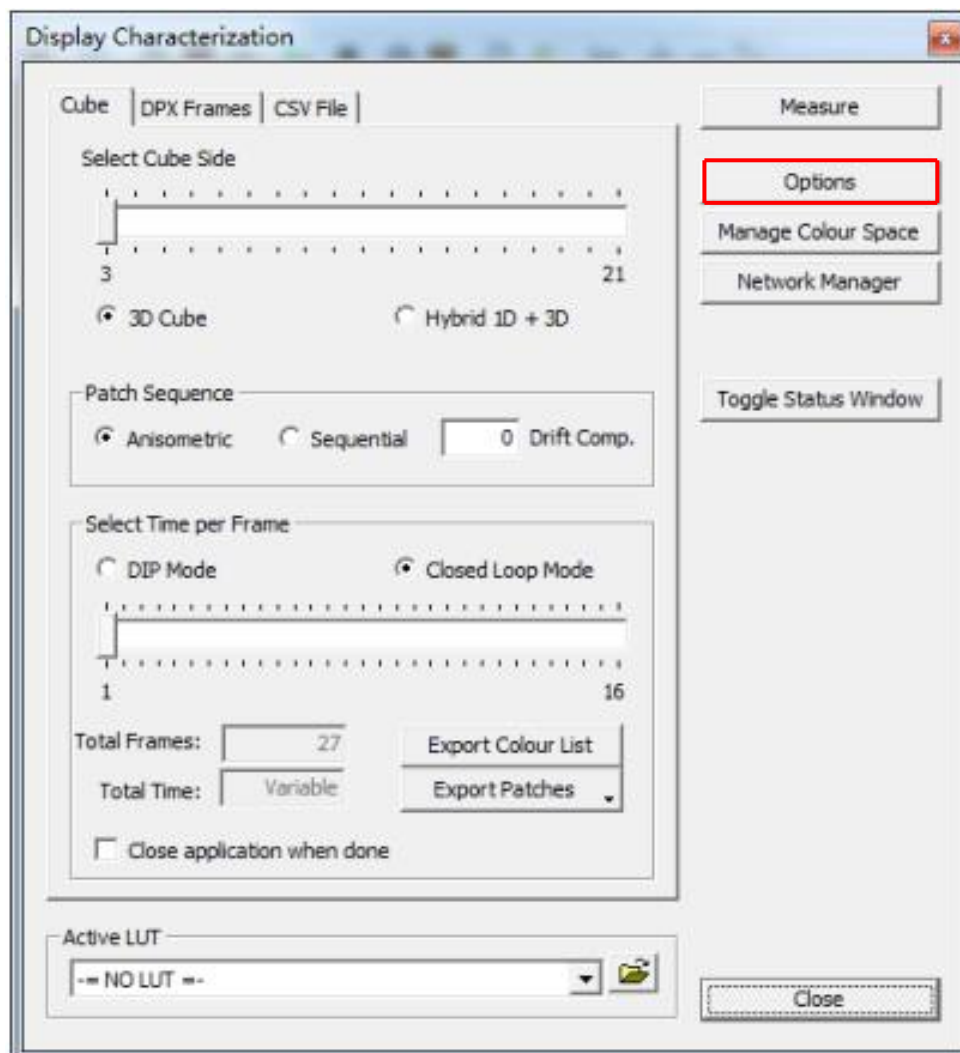 Display Characterization
Cube
DPX Frames
CSV File
Select Cube Side
3
21
3D Cube
Hybrid 1D + 3D
Patch Sequence
Anisometric
Sequential
0
Drift Comp.
Select Time per Frame
DIP Mode
Closed Loop Mode
1
16
Total Frames:
27
Export Colour List
Total Time:
Variable
Export Patches
Close application when done
Active LUT
-= NO LUT =-
Measure
Options
Manage Colour Space
Network Manager
Toggle Status Window
Close